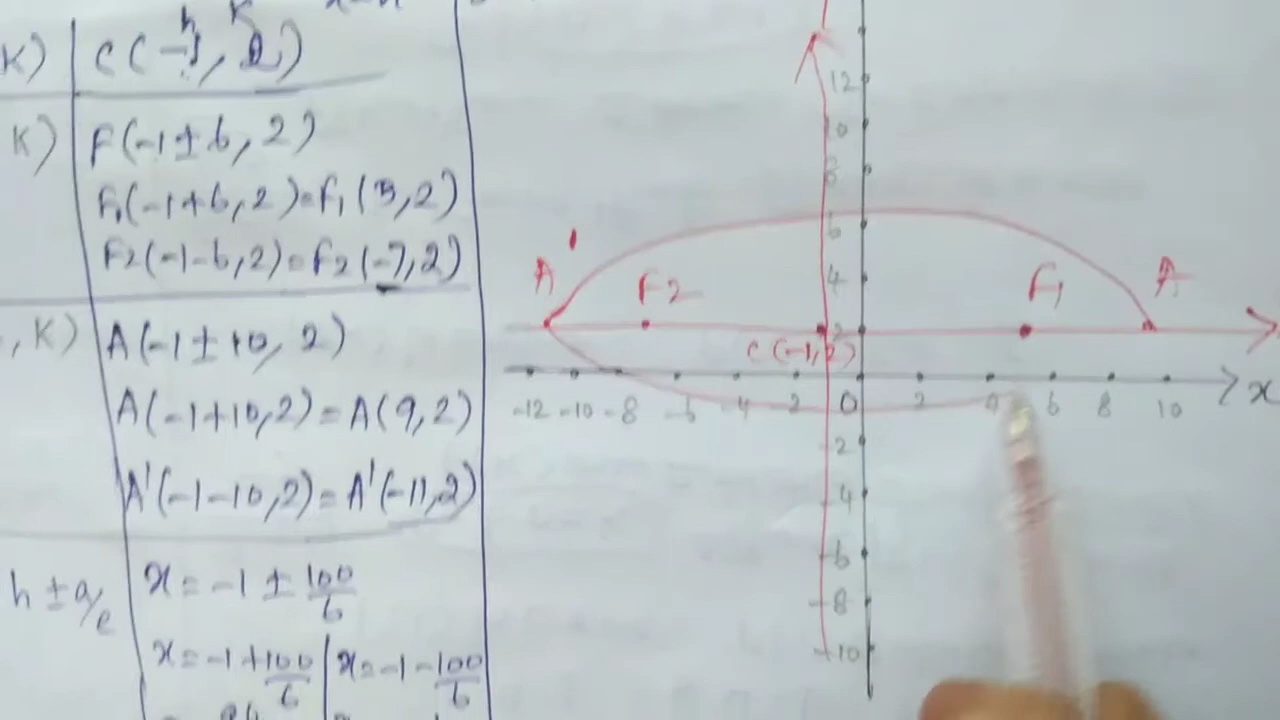 K) C(-1, 2)
h K
K) F(-1±6, 2)
F1(-1+6, 2)=F1(5,2)
F2(-1-6,2)=F2(-7,2)
, K) A(-1±10, 2)
A(-1+10,2)=A(9,2)
A'(-1-10,2)=A'(-11,2)
h±a/e x=-1±100/6
x=-1+100/6 | x=-1-100/6
12
10
8
6
4
2
A' F2 F1 A
C(-1,2)
-12 -10 -8 -6 -4 -2 0 2 4 6 8 10 x
-2
-4
-6
-8
-10